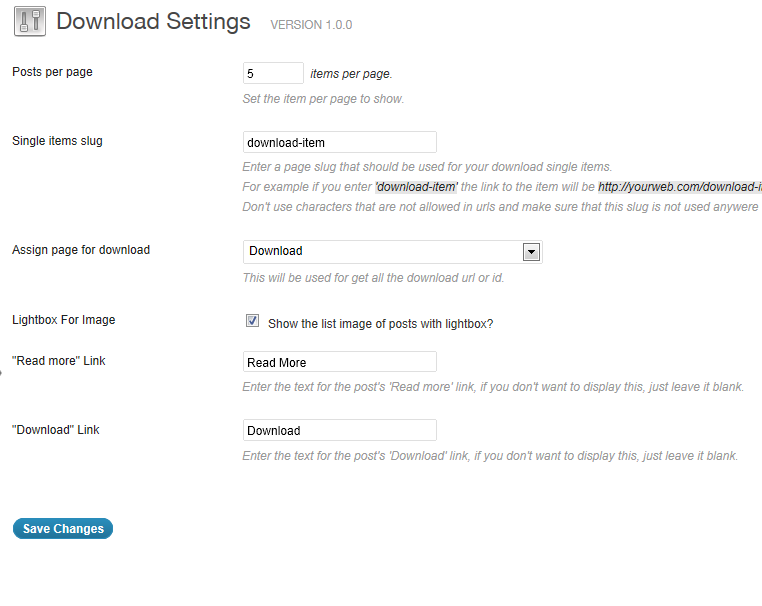 Download Settings VERSION 1.0.0
Posts per page 5 items per page.
Set the item per page to show.
Single items slug download-item
Enter a page slug that should be used for your download single items.
For example if you enter 'download-item' the link to the item will be http://yourweb.com/download-i
Don't use characters that are not allowed in urls and make sure that this slug is not used anywere
Assign page for download Download
This will be used for get all the download url or id.
Lightbox For Image Show the list image of posts with lightbox?
"Read more" Link Read More
Enter the text for the post's 'Read more' link, if you don't want to display this, just leave it blank.
"Download" Link Download
Enter the text for the post's 'Download' link, if you don't want to display this, just leave it blank.
Save Changes